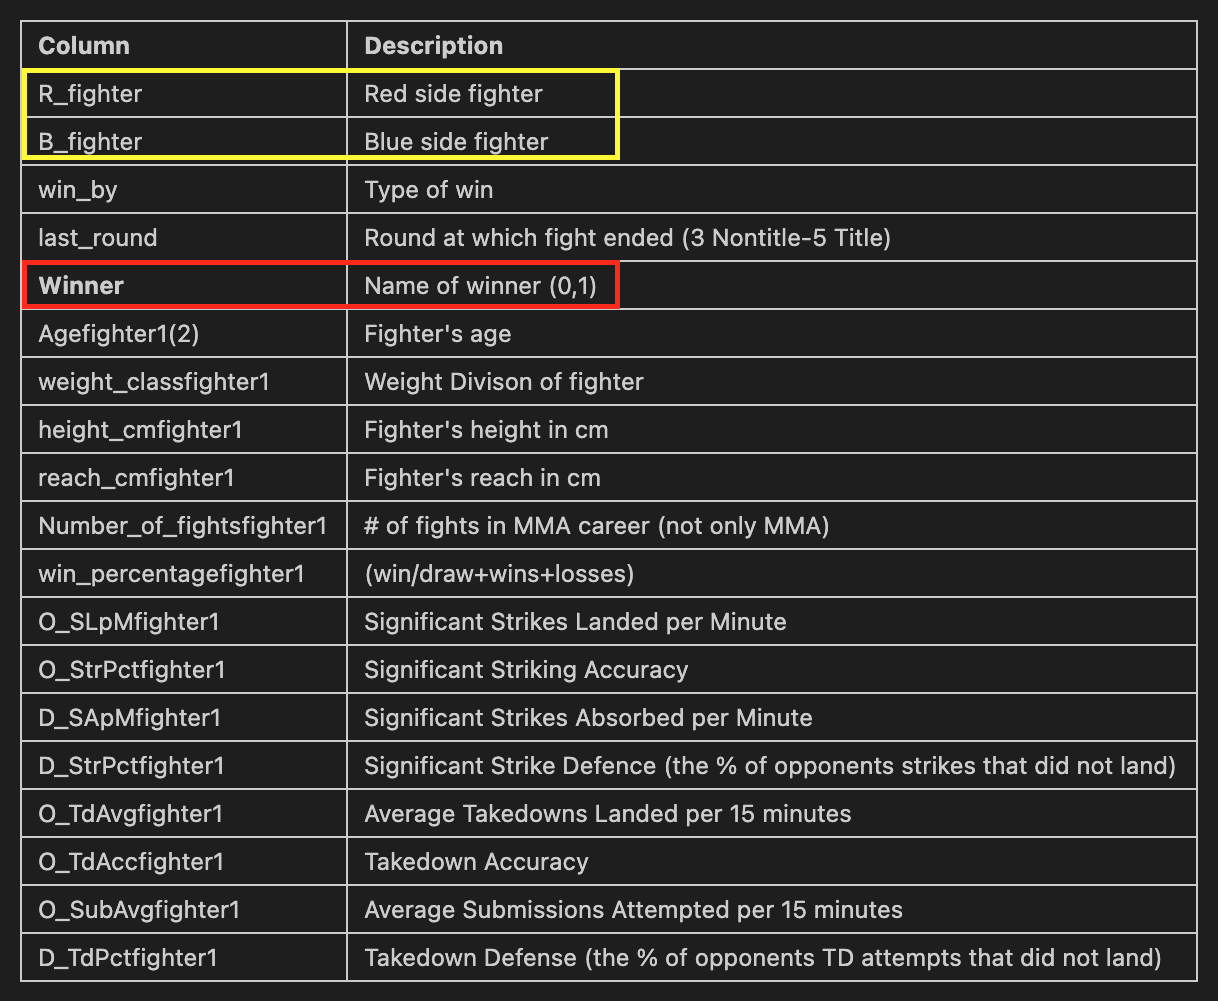 Column Description
R_fighter Red side fighter
B_fighter Blue side fighter
win_by Type of win
last_round Round at which fight ended (3 Nontitle-5 Title)
Winner Name of winner (0,1)
Agefighter1(2) Fighter's age
weight_classfighter1 Weight Divison of fighter
height_cmfighter1 Fighter's height in cm
reach_cmfighter1 Fighter's reach in cm
Number_of_fightsfighter1 # of fights in MMA career (not only MMA)
win_percentagefighter1 (win/draw+wins+losses)
O_SLpMfighter1 Significant Strikes Landed per Minute
O_StrPctfighter1 Significant Striking Accuracy
D_SApMfighter1 Significant Strikes Absorbed per Minute
D_StrPctfighter1 Significant Strike Defence (the % of opponents strikes that did not land)
O_TdAvgfighter1 Average Takedowns Landed per 15 minutes
O_TdAccfighter1 Takedown Accuracy
O_SubAvgfighter1 Average Submissions Attempted per 15 minutes
D_TdPctfighter1 Takedown Defense (the % of opponents TD attempts that did not land)